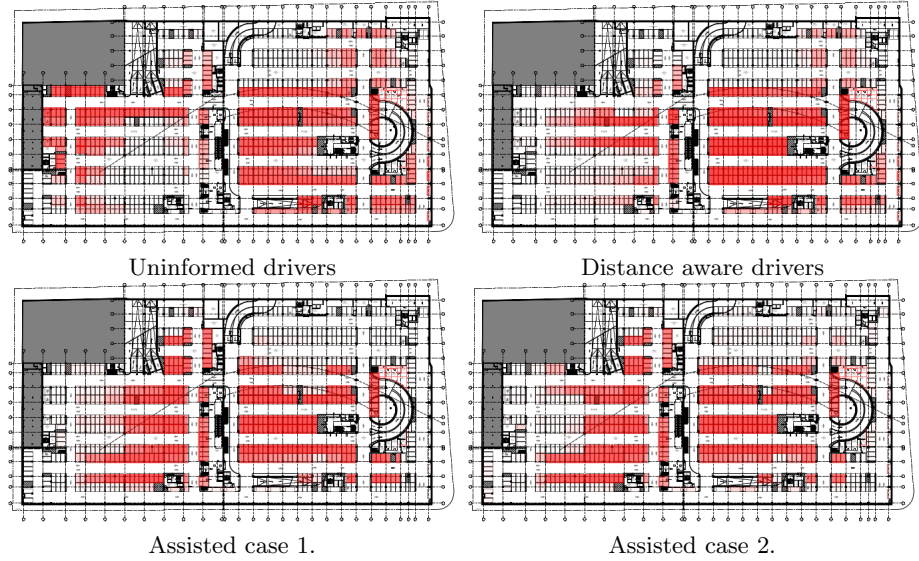 Uninformed drivers
Distance aware drivers
Assisted case 1.
Assisted case 2.